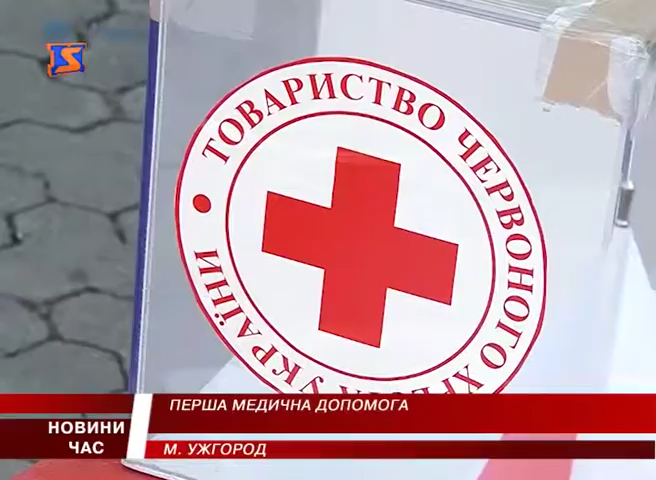 ТОВАРИСТВО ЧЕРВОНОГО ХРЕСТА УКРАЇНИ
ПЕРША МЕДИЧНА ДОПОМОГА
НОВИНИ
ЧАС
М. УЖГОРОД